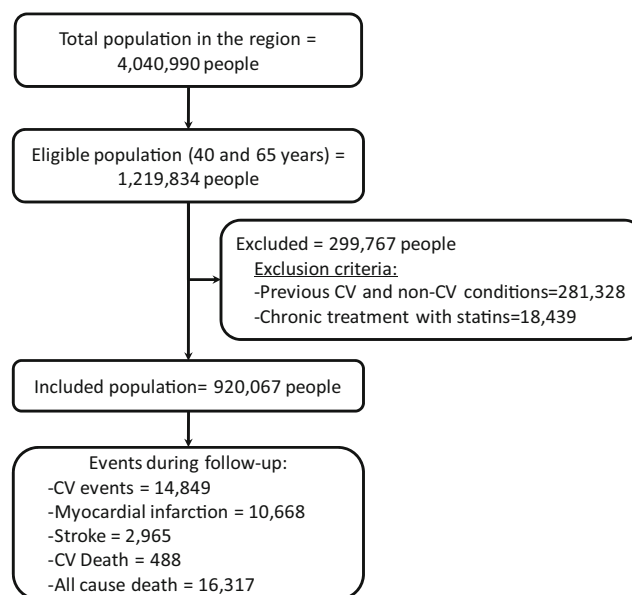 Total population in the region =
4,040,990 people
Eligible population (40 and 65 years) =
1,219,834 people
Excluded = 299,767 people
Exclusion criteria:
-Previous CV and non-CV conditions=281,328
-Chronic treatment with statins=18,439
Included population= 920,067 people
Events during follow-up:
-CV events = 14,849
-Myocardial infarction = 10,668
-Stroke = 2,965
-CV Death = 488
-All cause death = 16,317